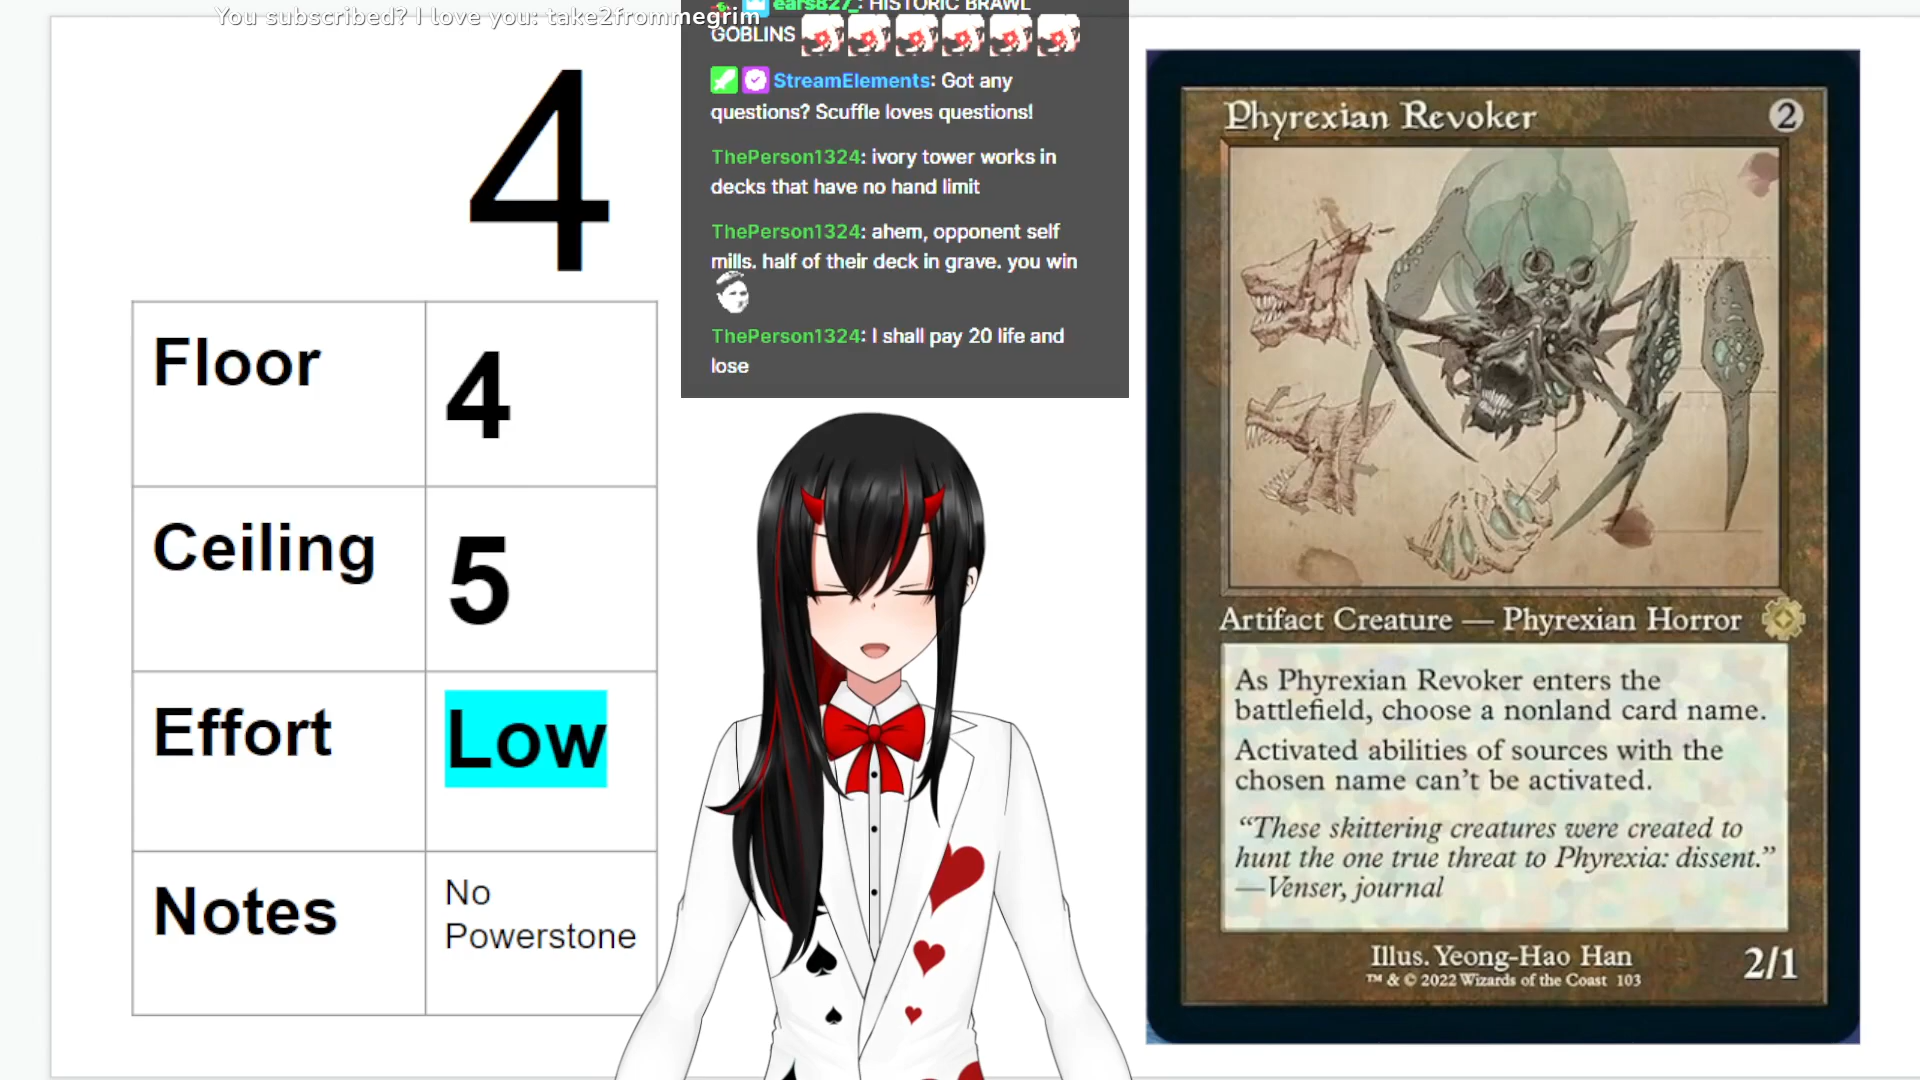 You subscribed? I love you: take2frommegrim
4
Floor
4
Ceiling
5
Effort
Low
Notes
No
Powerstone
ears827_: HISTORIC BRAWL
GOBLINS
StreamElements: Got any
questions? Scuffle loves questions!
ThePerson1324: ivory tower works in
decks that have no hand limit
ThePerson1324: ahem, opponent self
mills. half of their deck in grave. you win
ThePerson1324: I shall pay 20 life and
lose
Phyrexian Revoker 2
Artifact Creature — Phyrexian Horror
As Phyrexian Revoker enters the
battlefield, choose a nonland card name.
Activated abilities of sources with the
chosen name can't be activated.
“These skittering creatures were created to
hunt the one true threat to Phyrexia: dissent.”
—Venser, journal
Illus. Yeong-Hao Han
™ & © 2022 Wizards of the Coast 103
2/1